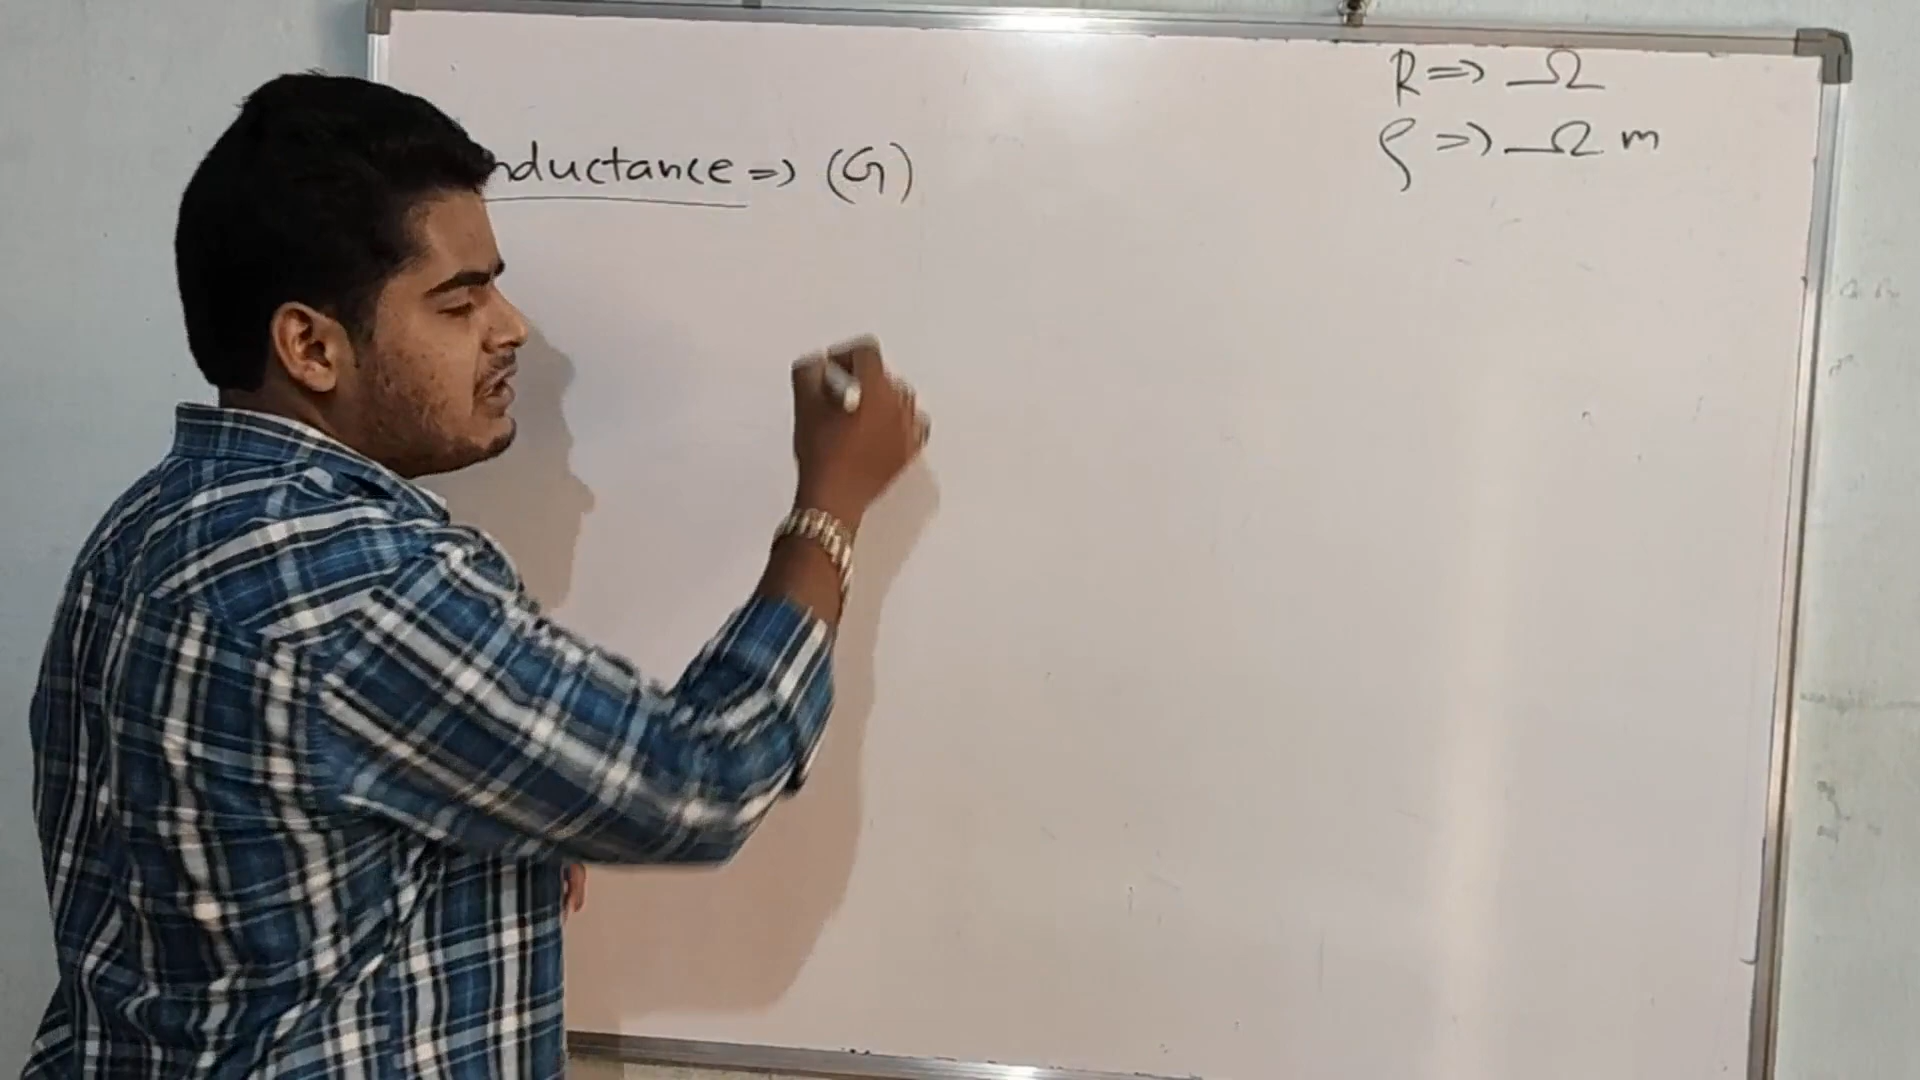 nductance => (G)
R => Ω
ρ => Ω m